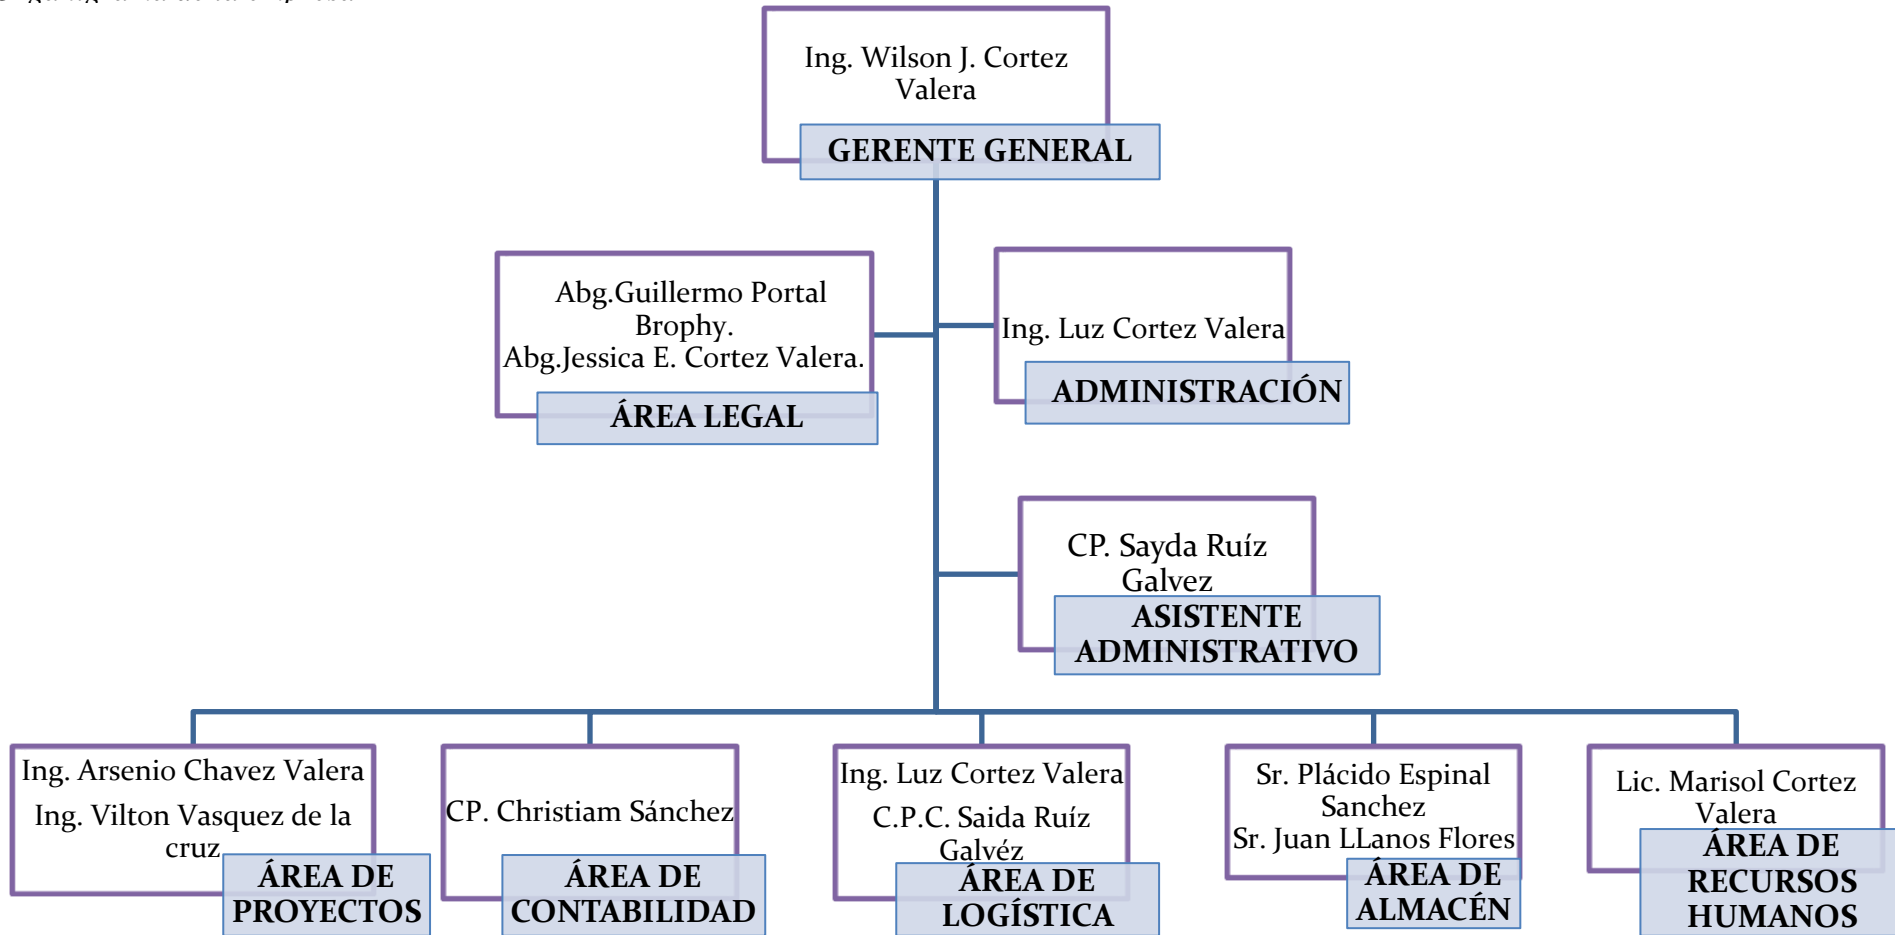 Ing. Wilson J. Cortez
Valera
GERENTE GENERAL
Abg.Guillermo Portal
Brophy.
Abg.Jessica E. Cortez Valera.
ÁREA LEGAL
Ing. Luz Cortez Valera
ADMINISTRACIÓN
CP. Sayda Ruíz
Galvez
ASISTENTE
ADMINISTRATIVO
Ing. Arsenio Chavez Valera
Ing. Vilton Vasquez de la
cruz
ÁREA DE
PROYECTOS
CP. Christiam Sánchez
ÁREA DE
CONTABILIDAD
Ing. Luz Cortez Valera
C.P.C. Saida Ruíz
Galvéz
ÁREA DE
LOGÍSTICA
Sr. Plácido Espinal
Sanchez
Sr. Juan LLanos Flores
ÁREA DE
ALMACÉN
Lic. Marisol Cortez
Valera
ÁREA DE
RECURSOS
HUMANOS